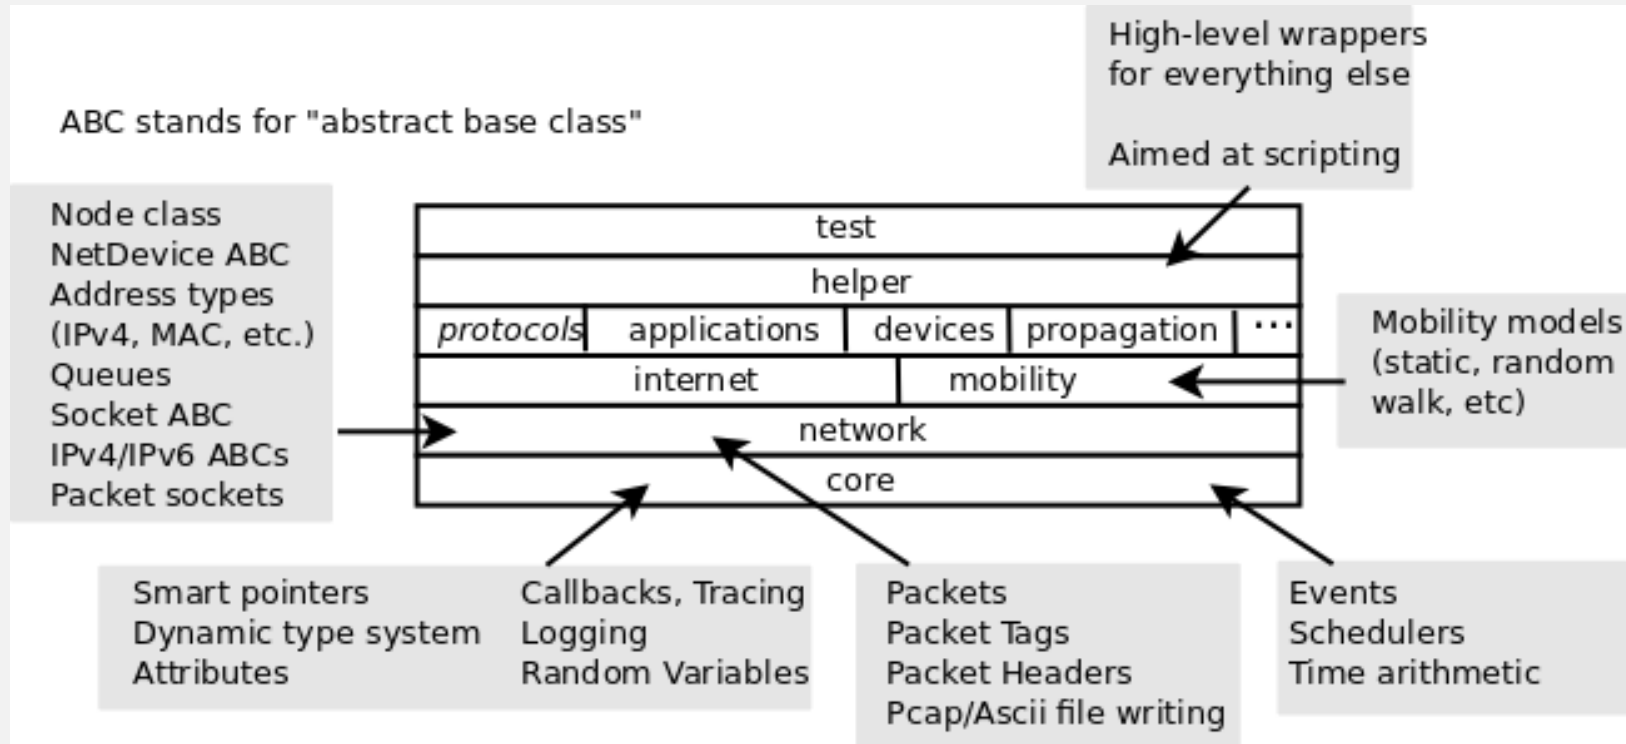 High-level wrappers
for everything else
Aimed at scripting
ABC stands for "abstract base class"
Node class
NetDevice ABC
Address types
(IPv4, MAC, etc.)
Queues
Socket ABC
IPv4/IPv6 ABCs
Packet sockets
test
helper
protocols applications devices propagation ...
internet mobility
network
core
Mobility models
(static, random
walk, etc)
Smart pointers
Dynamic type system
Attributes
Callbacks, Tracing
Logging
Random Variables
Packets
Packet Tags
Packet Headers
Pcap/Ascii file writing
Events
Schedulers
Time arithmetic